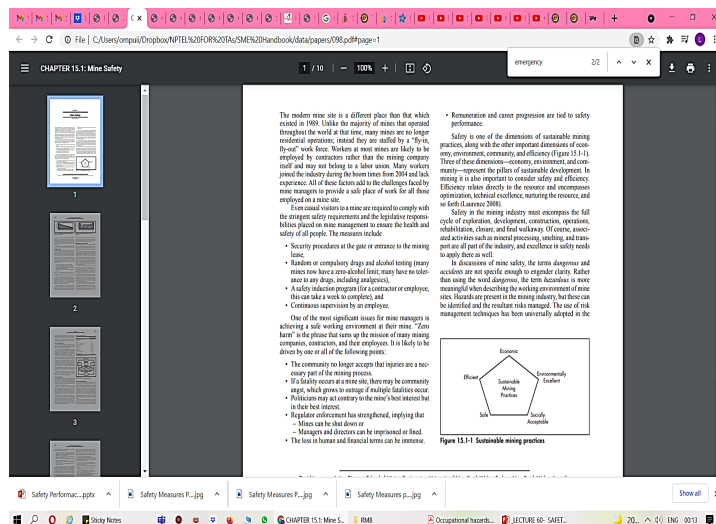 File
C:/Users/ompuii/Dropbox/NPTEL%20FOR%20TAs/SME%20Handbook/data/papers/098.pdf#page=1
CHAPTER 15.1: Mine Safety
1 / 10
100%
emergency
2/2
1
2
3
The modern mine site is a different place than that which
existed in 1989. Unlike the majority of mines that operated
throughout the world at that time, many mines are no longer
residential operations; instead they are staffed by a "fly-in,
fly-out" work force. Workers at most mines are likely to be
employed by contractors rather than the mining company
itself and may not belong to a labor union. Many workers
joined the industry during the boom times from 2004 and lack
experience. All of these factors add to the challenges faced by
mine managers to provide a safe place of work for all those
employed on a mine site.
Even casual visitors to a mine are required to comply with
the stringent safety requirements and the legislative responsi-
bilities placed on mine management to ensure the health and
safety of all people. The measures include
• Security procedures at the gate or entrance to the mining
lease,
• Random or compulsory drugs and alcohol testing (many
mines now have a zero-alcohol limit; many have no toler-
ance to any drugs, including analgesics),
• A safety induction program (for a contractor or employee,
this can take a week to complete), and
• Continuous supervision by an employee.
One of the most significant issues for mine managers is
achieving a safe working environment at their mine. "Zero
harm" is the phrase that sums up the mission of many mining
companies, contractors, and their employees. It is likely to be
driven by one or all of the following points:
• The community no longer accepts that injuries are a nec-
essary part of the mining process.
• If a fatality occurs at a mine site, there may be community
angst, which grows to outrage if multiple fatalities occur.
• Politicians may act contrary to the mine's best interest but
in their best interest.
• Regulator enforcement has strengthened, implying that
– Mines can be shut down or
– Managers and directors can be imprisoned or fined.
• The loss in human and financial terms can be immense.
• Remuneration and career progression are tied to safety
performance.
Safety is one of the dimensions of sustainable mining
practices, along with the other important dimensions of econ-
omy, environment, community, and efficiency (Figure 15.1-1).
Three of these dimensions—economy, environment, and com-
munity—represent the pillars of sustainable development. In
mining it is also important to consider safety and efficiency.
Efficiency relates directly to the resource and encompasses
optimization, technical excellence, nurturing the resource, and
so forth (Laurence 2008).
Safety in the mining industry must encompass the full
cycle of exploration, development, construction, operations,
rehabilitation, closure, and final walkaway. Of course, associ-
ated activities such as mineral processing, smelting, and trans-
port are all part of the industry, and excellence in safety needs
to apply there as well.
In discussions of mine safety, the terms dangerous and
accidents are not specific enough to engender clarity. Rather
than using the word dangerous, the term hazardous is more
meaningful when describing the working environment of mine
sites. Hazards are present in the mining industry, but these can
be identified and the resultant risks managed. The use of risk
management techniques has been universally adopted in the
Economic
Efficient
Environmentally
Excellent
Sustainable
Mining
Practices
Safe
Socially
Acceptable
Figure 15.1-1 Sustainable mining practices
Safety Performac....pptx
Safety Measures P....jpg
Safety Measures P....jpg
Safety Measures p....jpg
Show all
Sticky Notes
CHAPTER 15.1: Mine S...
RMB
Occupational hazards...
LECTURE 60- SAFET...
20...
ENG
00:13